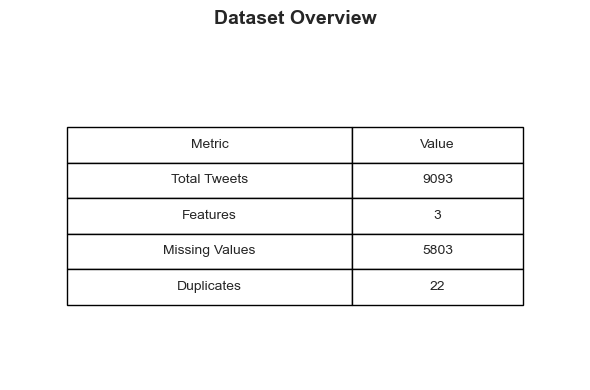 Dataset Overview
Metric Value
Total Tweets 9093
Features 3
Missing Values 5803
Duplicates 22